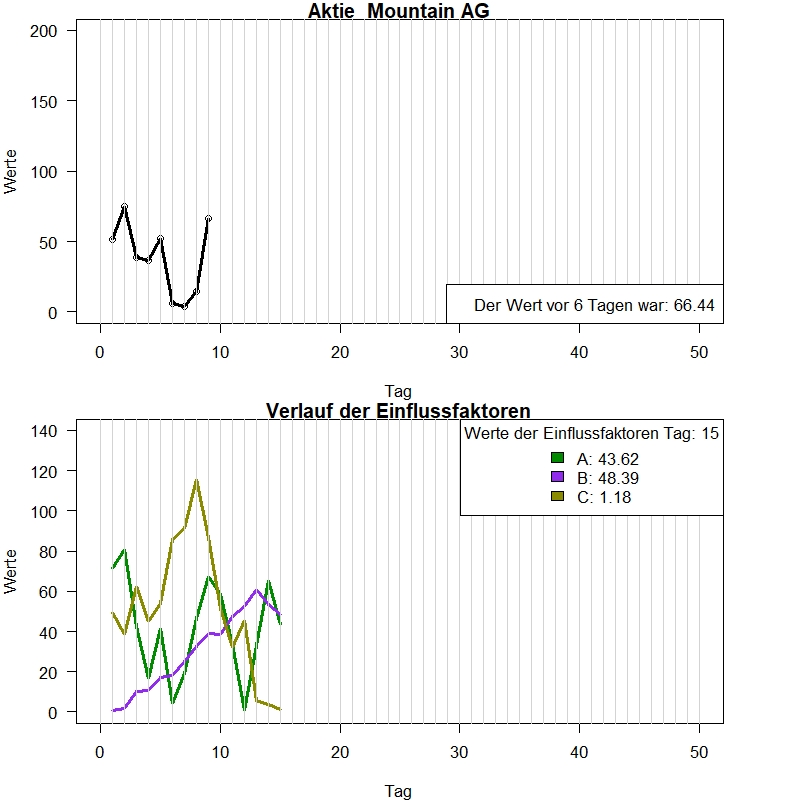 Aktie  Mountain AG
200
150
100
50
0
Werte
Der Wert vor 6 Tagen war: 66.44
0 10 20 30 40 50
Tag
Verlauf der Einflussfaktoren
140
120
100
80
60
40
20
0
Werte
Werte der Einflussfaktoren Tag: 15
A: 43.62
B: 48.39
C: 1.18
0 10 20 30 40 50
Tag